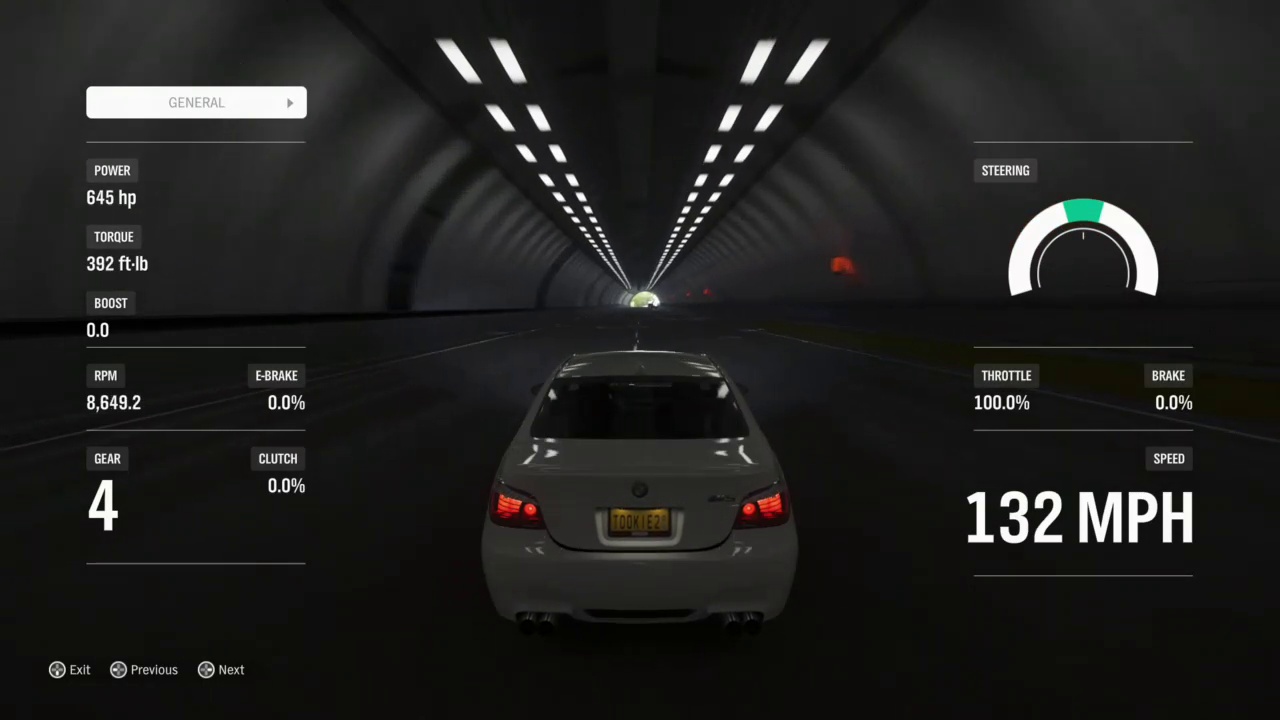 GENERAL
POWER
645 hp
TORQUE
392 ft·lb
BOOST
0.0
RPM
8,649.2
E-BRAKE
0.0%
GEAR
4
CLUTCH
0.0%
STEERING
THROTTLE
100.0%
BRAKE
0.0%
SPEED
132 MPH
TOOKIE2
Exit
Previous
Next